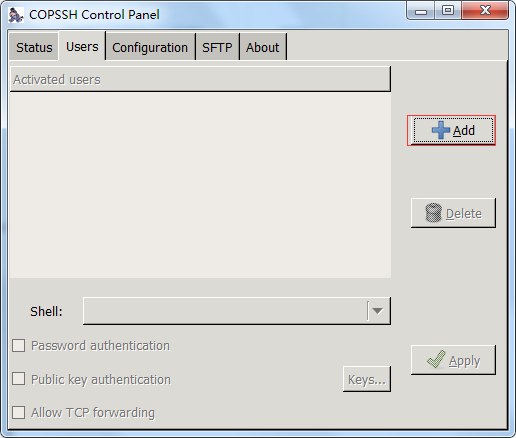 COPSSH Control Panel
Status Users Configuration SFTP About
Activated users
Add
Delete
Shell:
Password authentication
Apply
Public key authentication Keys...
Allow TCP forwarding